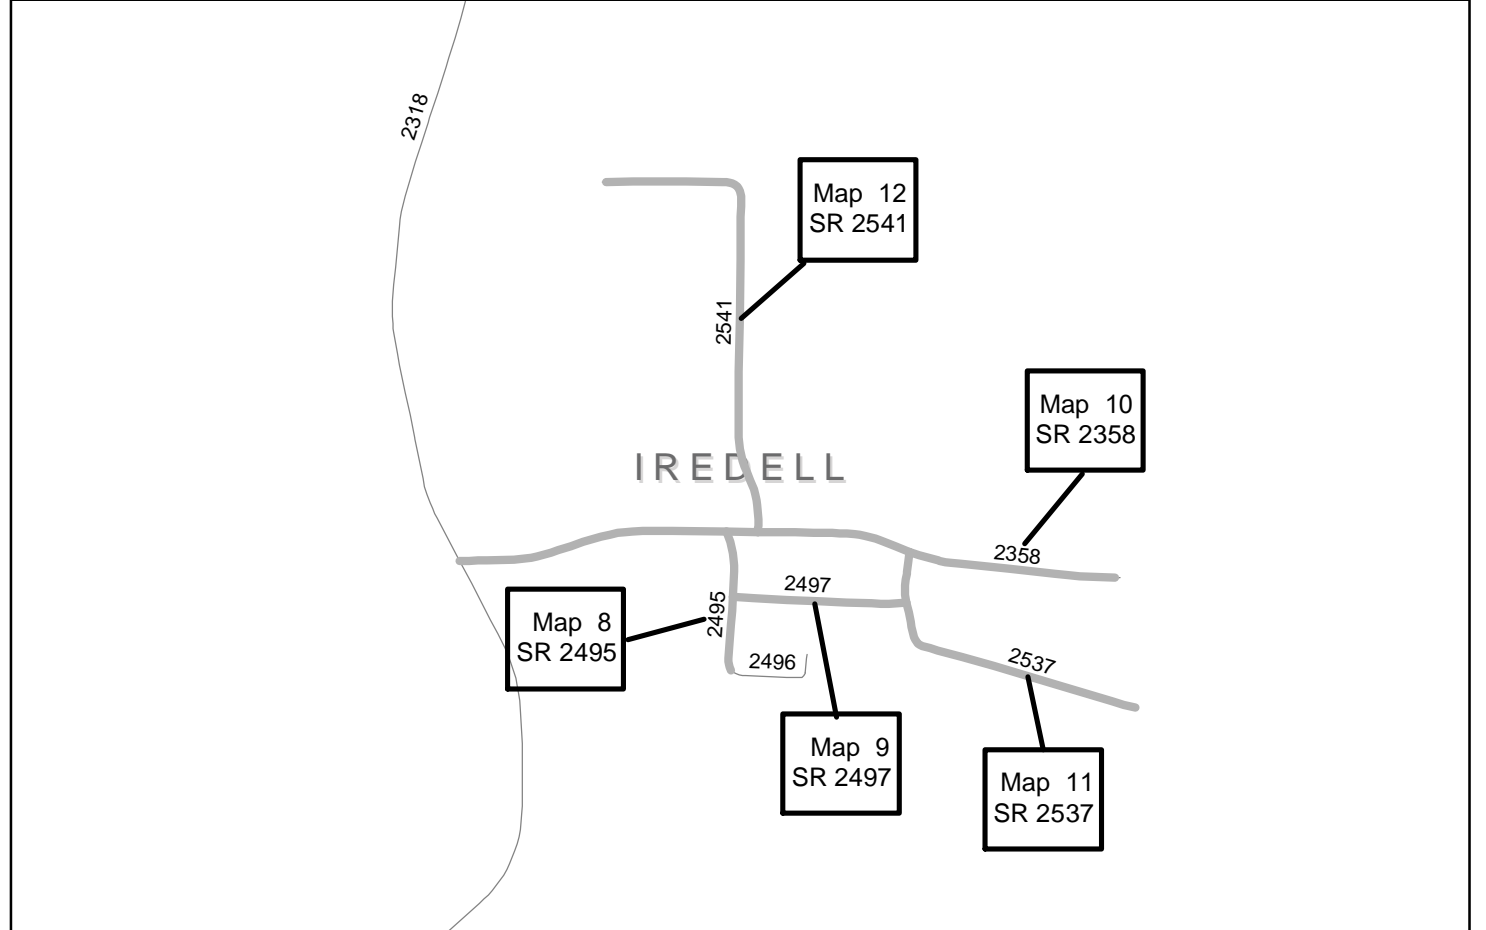 2318
Map 12
SR 2541
2541
Map 10
SR 2358
IREDELL
2358
2497
2495
Map 8
SR 2495
2496
2537
Map 9
SR 2497
Map 11
SR 2537